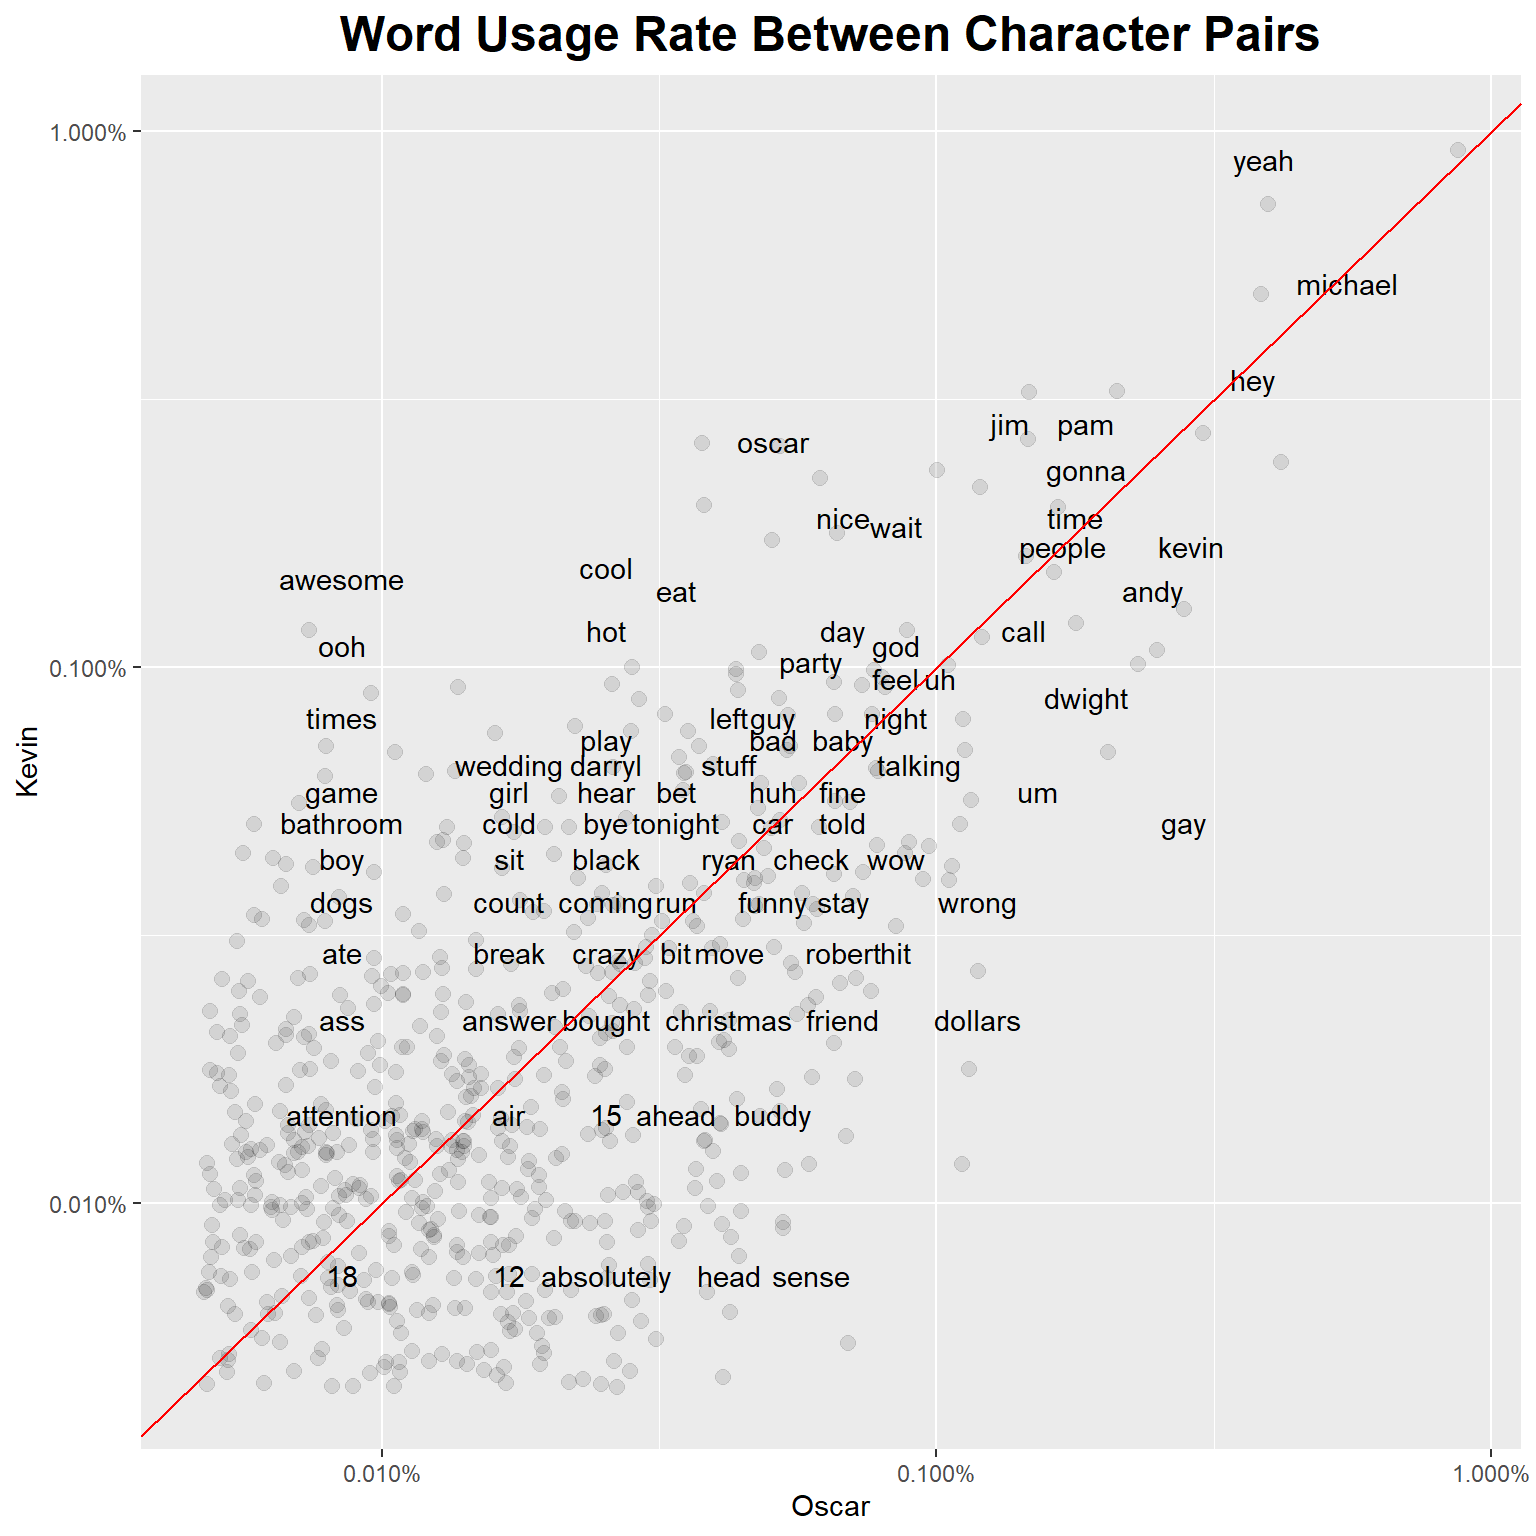 Word Usage Rate Between Character Pairs
1.000%
yeah
michael
hey
jim pam
oscar
gonna
nice wait time
people kevin
cool
awesome
eat andy
hot day call
ooh god
party
0.100%
feel uh
dwight
times left guy night
play bad baby
wedding darryl stuff talking
game girl hear bet huh fine um
bathroom cold bye tonight car told gay
boy sit black ryan check wow
dogs count coming run funny stay wrong
ate break crazy bit move robert hit
ass answer bought christmas friend dollars
attention air 15 ahead buddy
0.010%
18 12 absolutely head sense
Kevin
0.010% 0.100% 1.000%
Oscar